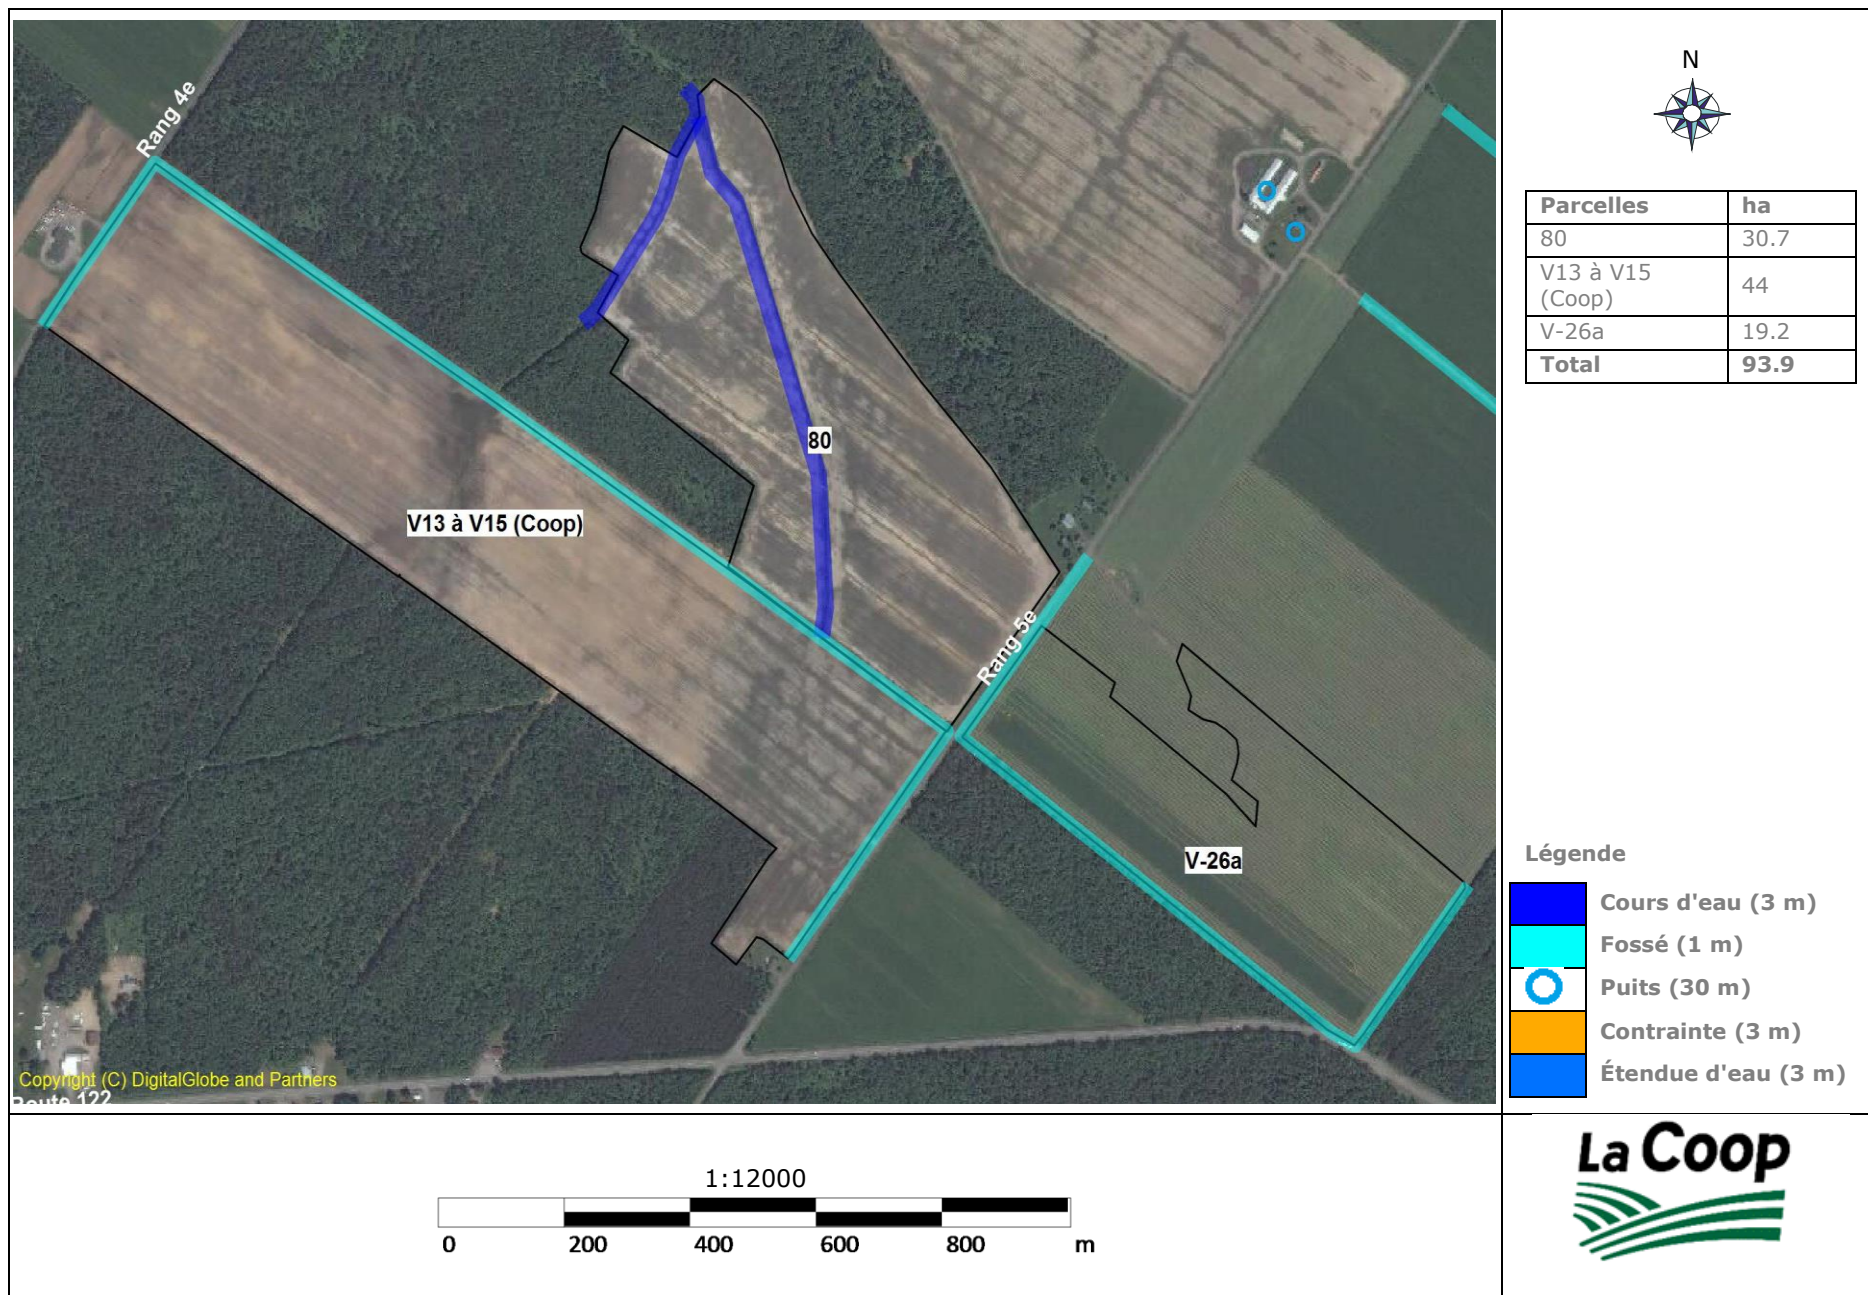 Rang 4e
80
V13 à V15 (Coop)
Rang 5e
V-26a
Copyright (C) DigitalGlobe and Partners
Route 122
N
Parcelles ha
80 30.7
V13 à V15
(Coop) 44
V-26a 19.2
Total 93.9
Légende
Cours d'eau (3 m)
Fossé (1 m)
Puits (30 m)
Contrainte (3 m)
Étendue d'eau (3 m)
1:12000
0 200 400 600 800 m
La Coop